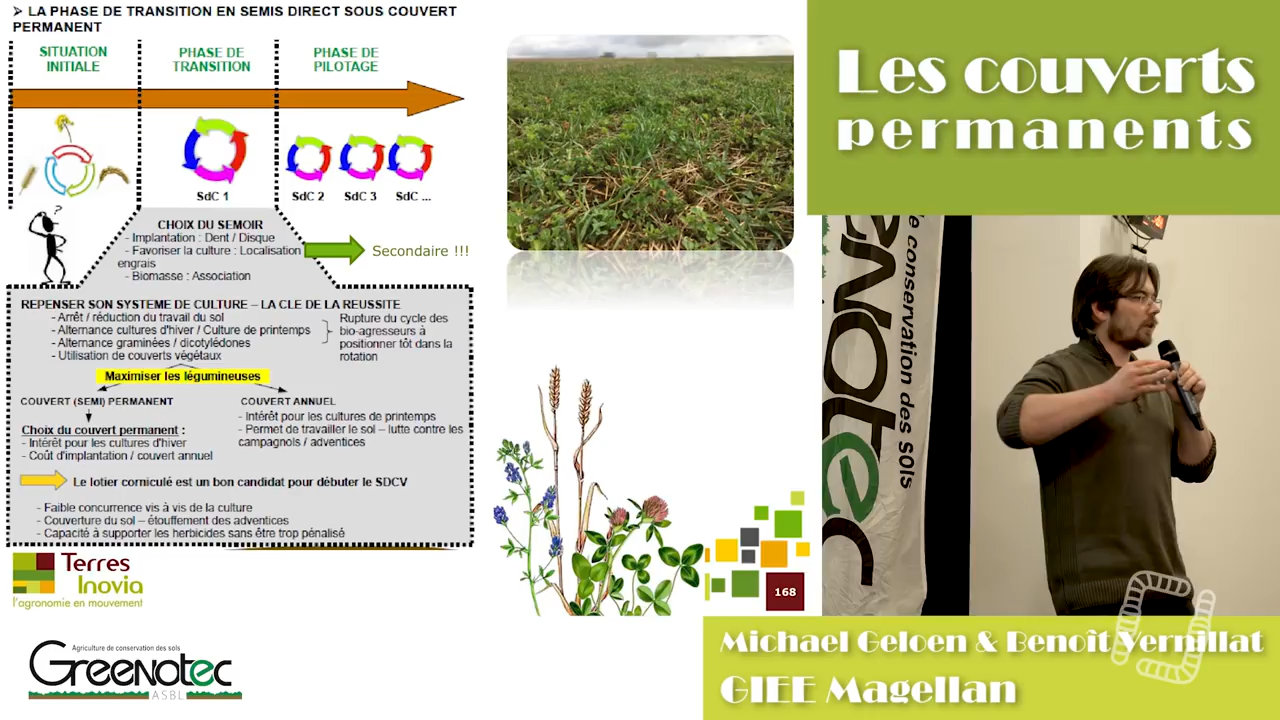 ➢ LA PHASE DE TRANSITION EN SEMIS DIRECT SOUS COUVERT
PERMANENT
SITUATION
INITIALE
PHASE DE
TRANSITION
PHASE DE
PILOTAGE
SdC 1
SdC 2
SdC 3
SdC ...
?
CHOIX DU SEMOIR
- Implantation : Dent / Disque
- Favoriser la culture : Localisation
engrais
- Biomasse : Association
Secondaire !!!
REPENSER SON SYSTEME DE CULTURE – LA CLE DE LA REUSSITE
- Arrêt / réduction du travail du sol
- Alternance cultures d'hiver / Culture de printemps
- Alternance graminées / dicotylédones
- Utilisation de couverts végétaux
Rupture du cycle des
bio-agresseurs à
positionner tôt dans la
rotation
Maximiser les légumineuses
COUVERT (SEMI) PERMANENT
Choix du couvert permanent :
- Intérêt pour les cultures d'hiver
- Coût d'implantation / couvert annuel
COUVERT ANNUEL
- Intérêt pour les cultures de printemps
- Permet de travailler le sol – lutte contre les
campagnols / adventices
Le lotier corniculé est un bon candidat pour débuter le SDCV
- Faible concurrence vis à vis de la culture
- Couverture du sol – étouffement des adventices
- Capacité à supporter les herbicides sans être trop pénalisé
Terres
Inovia
l'agronomie en mouvement
168
Agriculture de conservation des sols
Greenotec
ASBL
Les couverts
permanents
enotec
e conservation des sols
Michael Geloen & Benoît Vernillat
GIEE Magellan